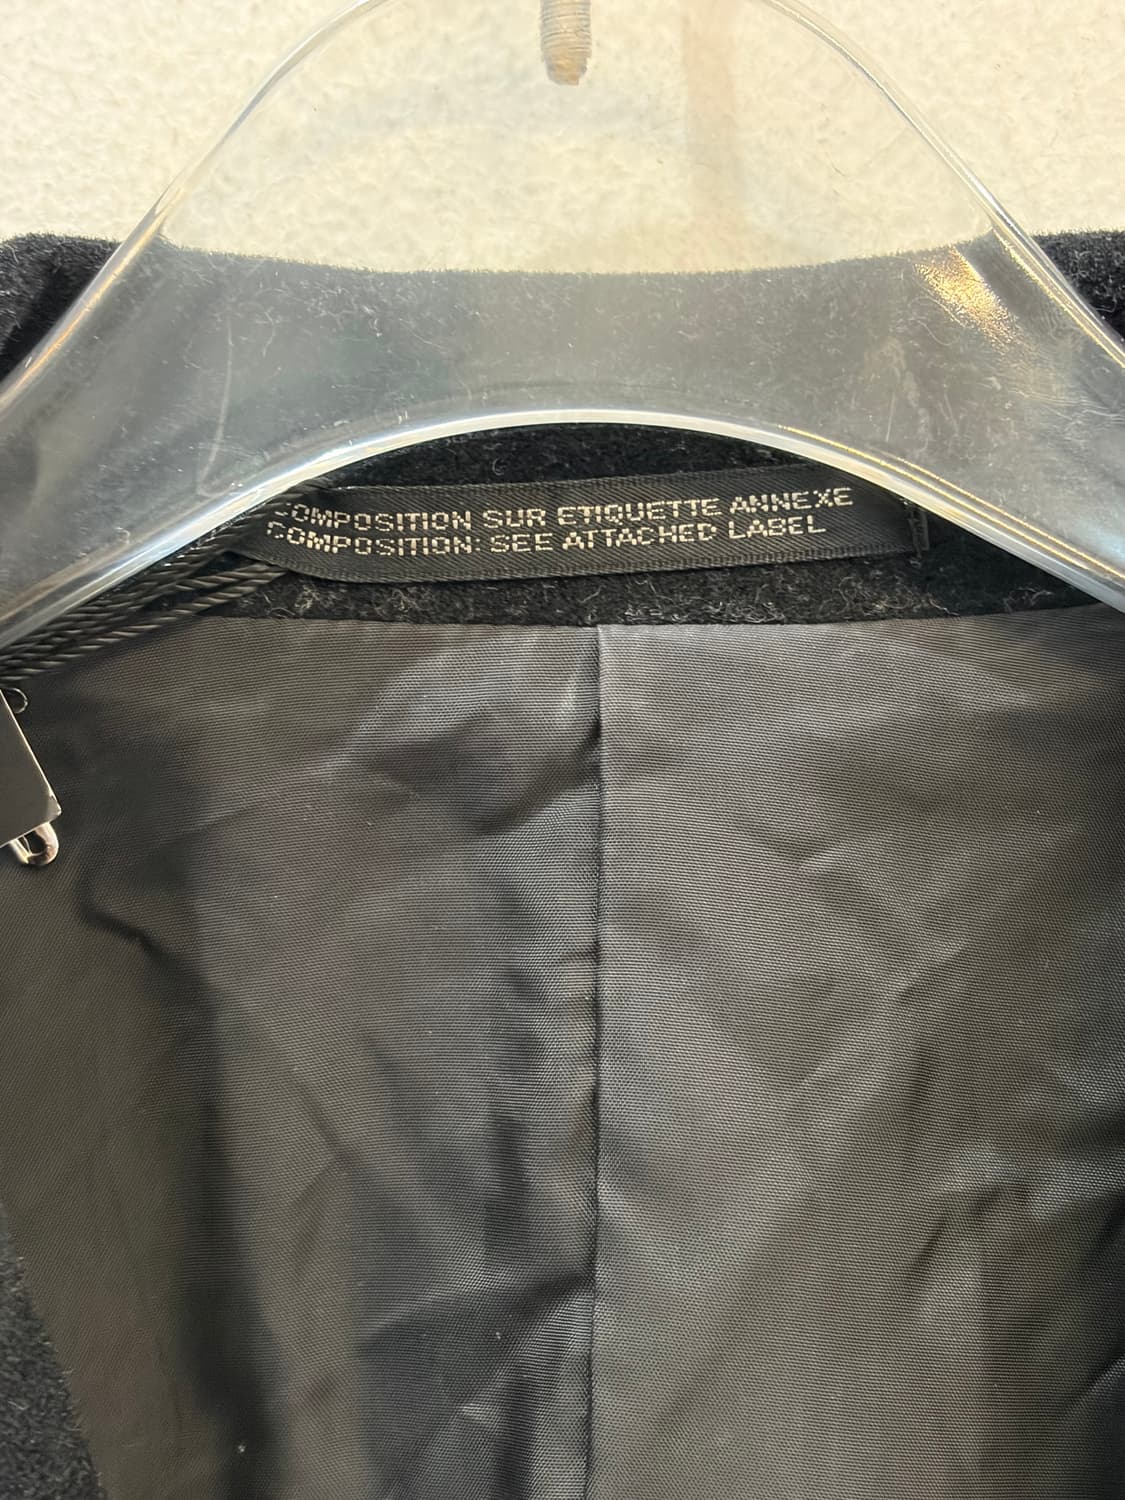 COMPOSITION SUR ETIQUETTE ANNEXE
COMPOSITION: SEE ATTACHED LABEL